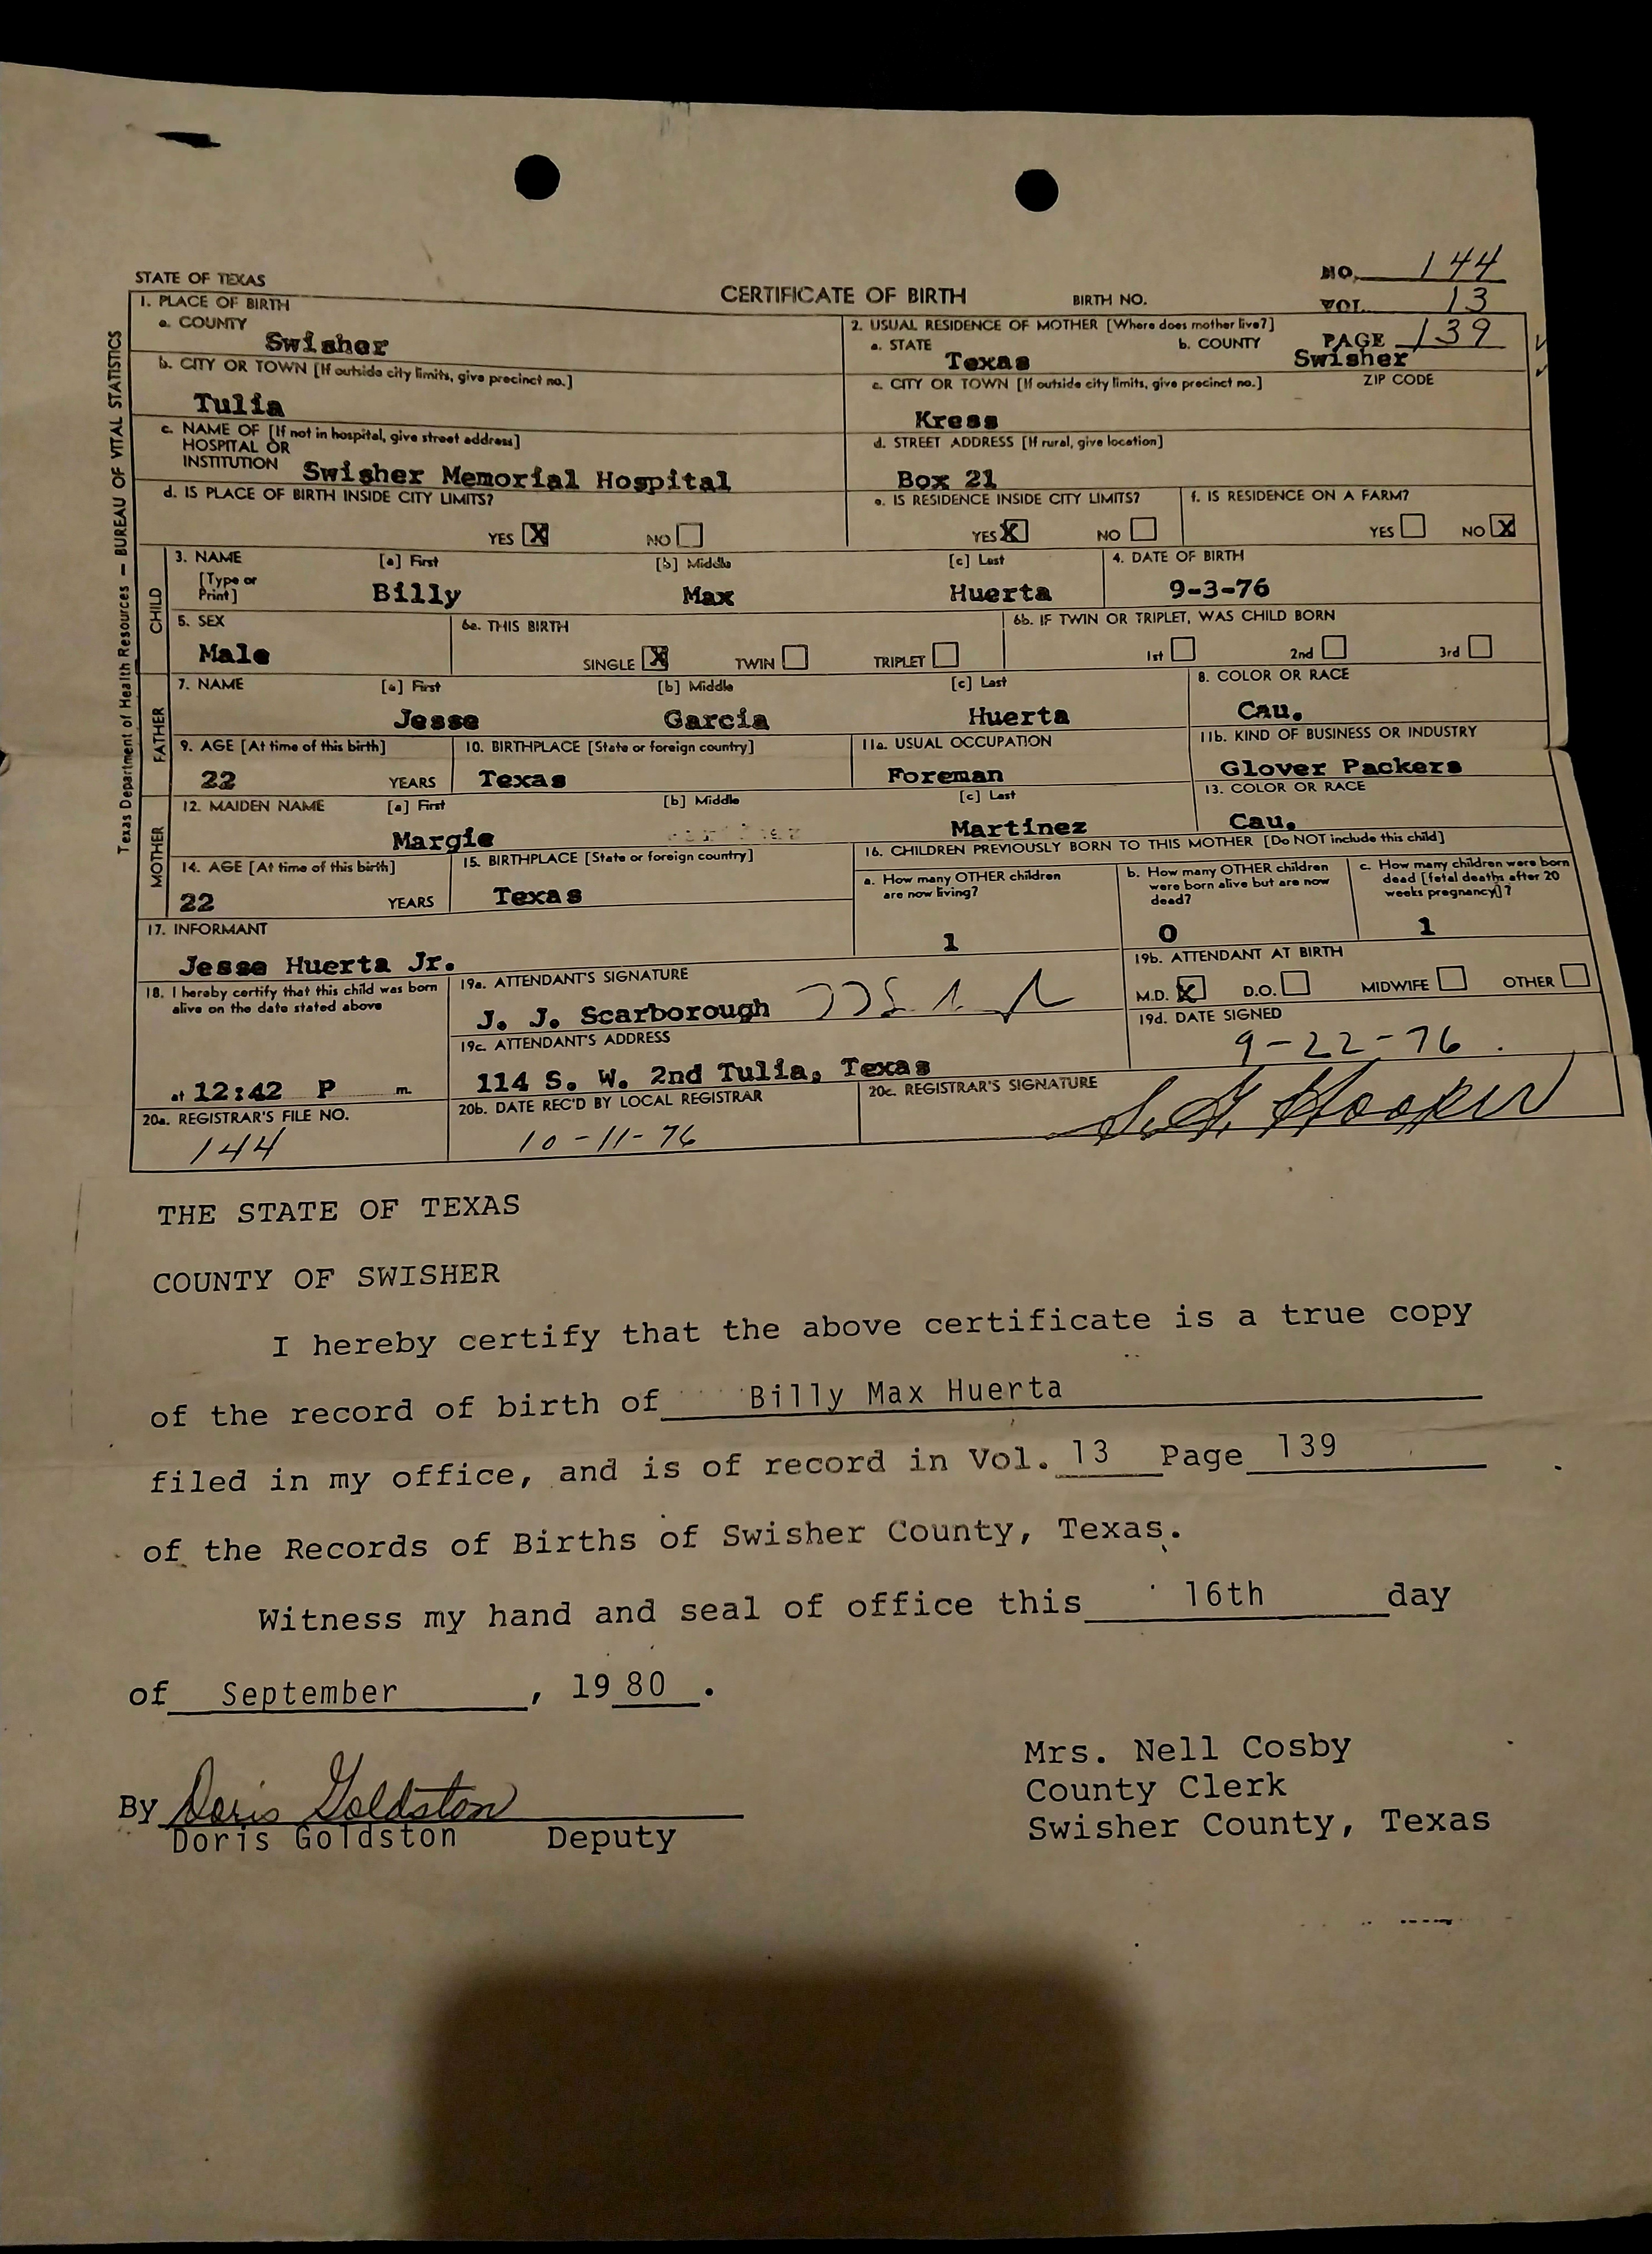 NO. 144
STATE OF TEXAS CERTIFICATE OF BIRTH BIRTH NO. VOL. 13
PAGE 139
Texas Department of Health Resources — BUREAU OF VITAL STATISTICS
1. PLACE OF BIRTH
a. COUNTY
Swisher
b. CITY OR TOWN [If outside city limits, give precinct no.]
Tulia
c. NAME OF [If not in hospital, give street address]
HOSPITAL OR
INSTITUTION Swisher Memorial Hospital
d. IS PLACE OF BIRTH INSIDE CITY LIMITS?
YES X NO
2. USUAL RESIDENCE OF MOTHER [Where does mother live?]
a. STATE b. COUNTY
Texas Swisher
c. CITY OR TOWN [If outside city limits, give precinct no.] ZIP CODE
Kress
d. STREET ADDRESS [If rural, give location]
Box 21
e. IS RESIDENCE INSIDE CITY LIMITS? f. IS RESIDENCE ON A FARM?
YES X NO YES NO X
CHILD
3. NAME [a] First [b] Middle [c] Last 4. DATE OF BIRTH
[Type or
Print] Billy Max Huerta 9-3-76
5. SEX 6a. THIS BIRTH 6b. IF TWIN OR TRIPLET, WAS CHILD BORN
Male SINGLE X TWIN TRIPLET 1st 2nd 3rd
FATHER
7. NAME [a] First [b] Middle [c] Last 8. COLOR OR RACE
Jesse Garcia Huerta Cau.
9. AGE [At time of this birth] 10. BIRTHPLACE [State or foreign country] 11a. USUAL OCCUPATION 11b. KIND OF BUSINESS OR INDUSTRY
22 YEARS Texas Foreman Glover Packers
MOTHER
12. MAIDEN NAME [a] First [b] Middle [c] Last 13. COLOR OR RACE
Margie Martinez Cau.
14. AGE [At time of this birth] 15. BIRTHPLACE [State or foreign country]
22 YEARS Texas
16. CHILDREN PREVIOUSLY BORN TO THIS MOTHER [Do NOT include this child]
a. How many OTHER children
are now living?
1
b. How many OTHER children
were born alive but are now
dead?
0
c. How many children were born
dead [fetal deaths after 20
weeks pregnancy]?
1
17. INFORMANT
Jesse Huerta Jr.
18. I hereby certify that this child was born
alive on the date stated above
at 12:42 P m.
19a. ATTENDANT'S SIGNATURE
J. J. Scarborough
19b. ATTENDANT AT BIRTH
M.D. X D.O. MIDWIFE OTHER
19c. ATTENDANT'S ADDRESS
114 S. W. 2nd Tulia, Texas
19d. DATE SIGNED
9-22-76
20a. REGISTRAR'S FILE NO. 20b. DATE REC'D BY LOCAL REGISTRAR 20c. REGISTRAR'S SIGNATURE
144 10-11-76 Hooper
THE STATE OF TEXAS
COUNTY OF SWISHER
I hereby certify that the above certificate is a true copy
of the record of birth of Billy Max Huerta
filed in my office, and is of record in Vol. 13 Page 139
of the Records of Births of Swisher County, Texas.
Witness my hand and seal of office this 16th day
of September, 1980.
Mrs. Nell Cosby
County Clerk
Swisher County, Texas
By Doris Goldston
Doris Goldston Deputy